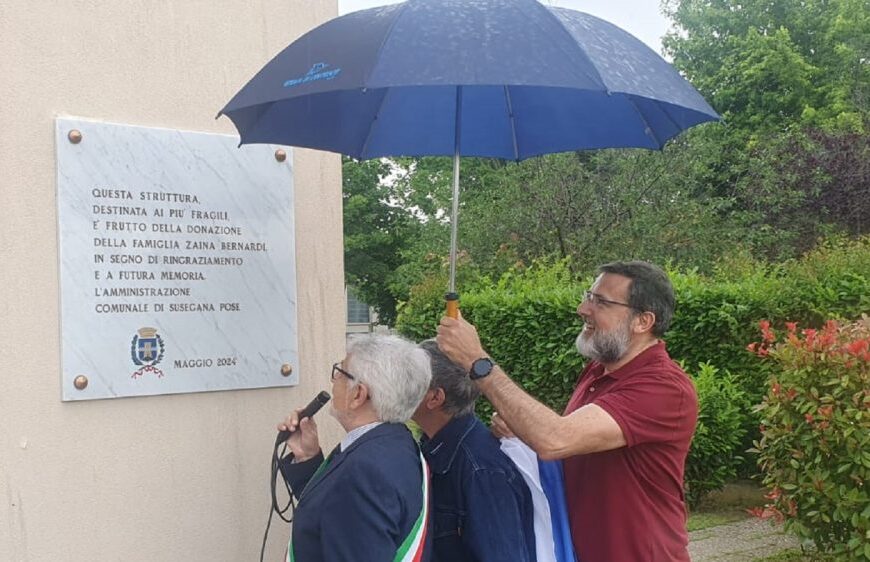 QUESTA STRUTTURA,
DESTINATA AI PIU' FRAGILI,
E' FRUTTO DELLA DONAZIONE
DELLA FAMIGLIA ZAINA BERNARDI,
IN SEGNO DI RINGRAZIAMENTO
E A FUTURA MEMORIA.
L'AMMINISTRAZIONE
COMUNALE DI SUSEGANA POSE
MAGGIO 2024